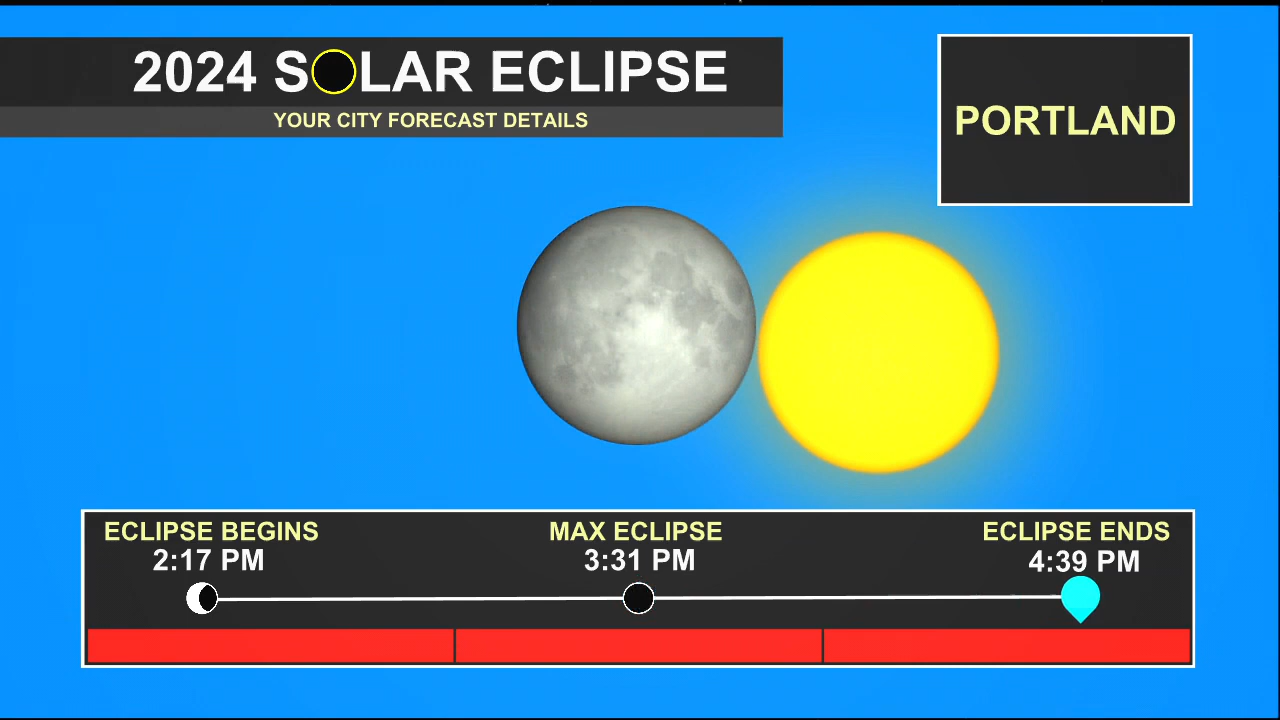 2024 SOLAR ECLIPSE
YOUR CITY FORECAST DETAILS
PORTLAND
ECLIPSE BEGINS
2:17 PM
MAX ECLIPSE
3:31 PM
ECLIPSE ENDS
4:39 PM